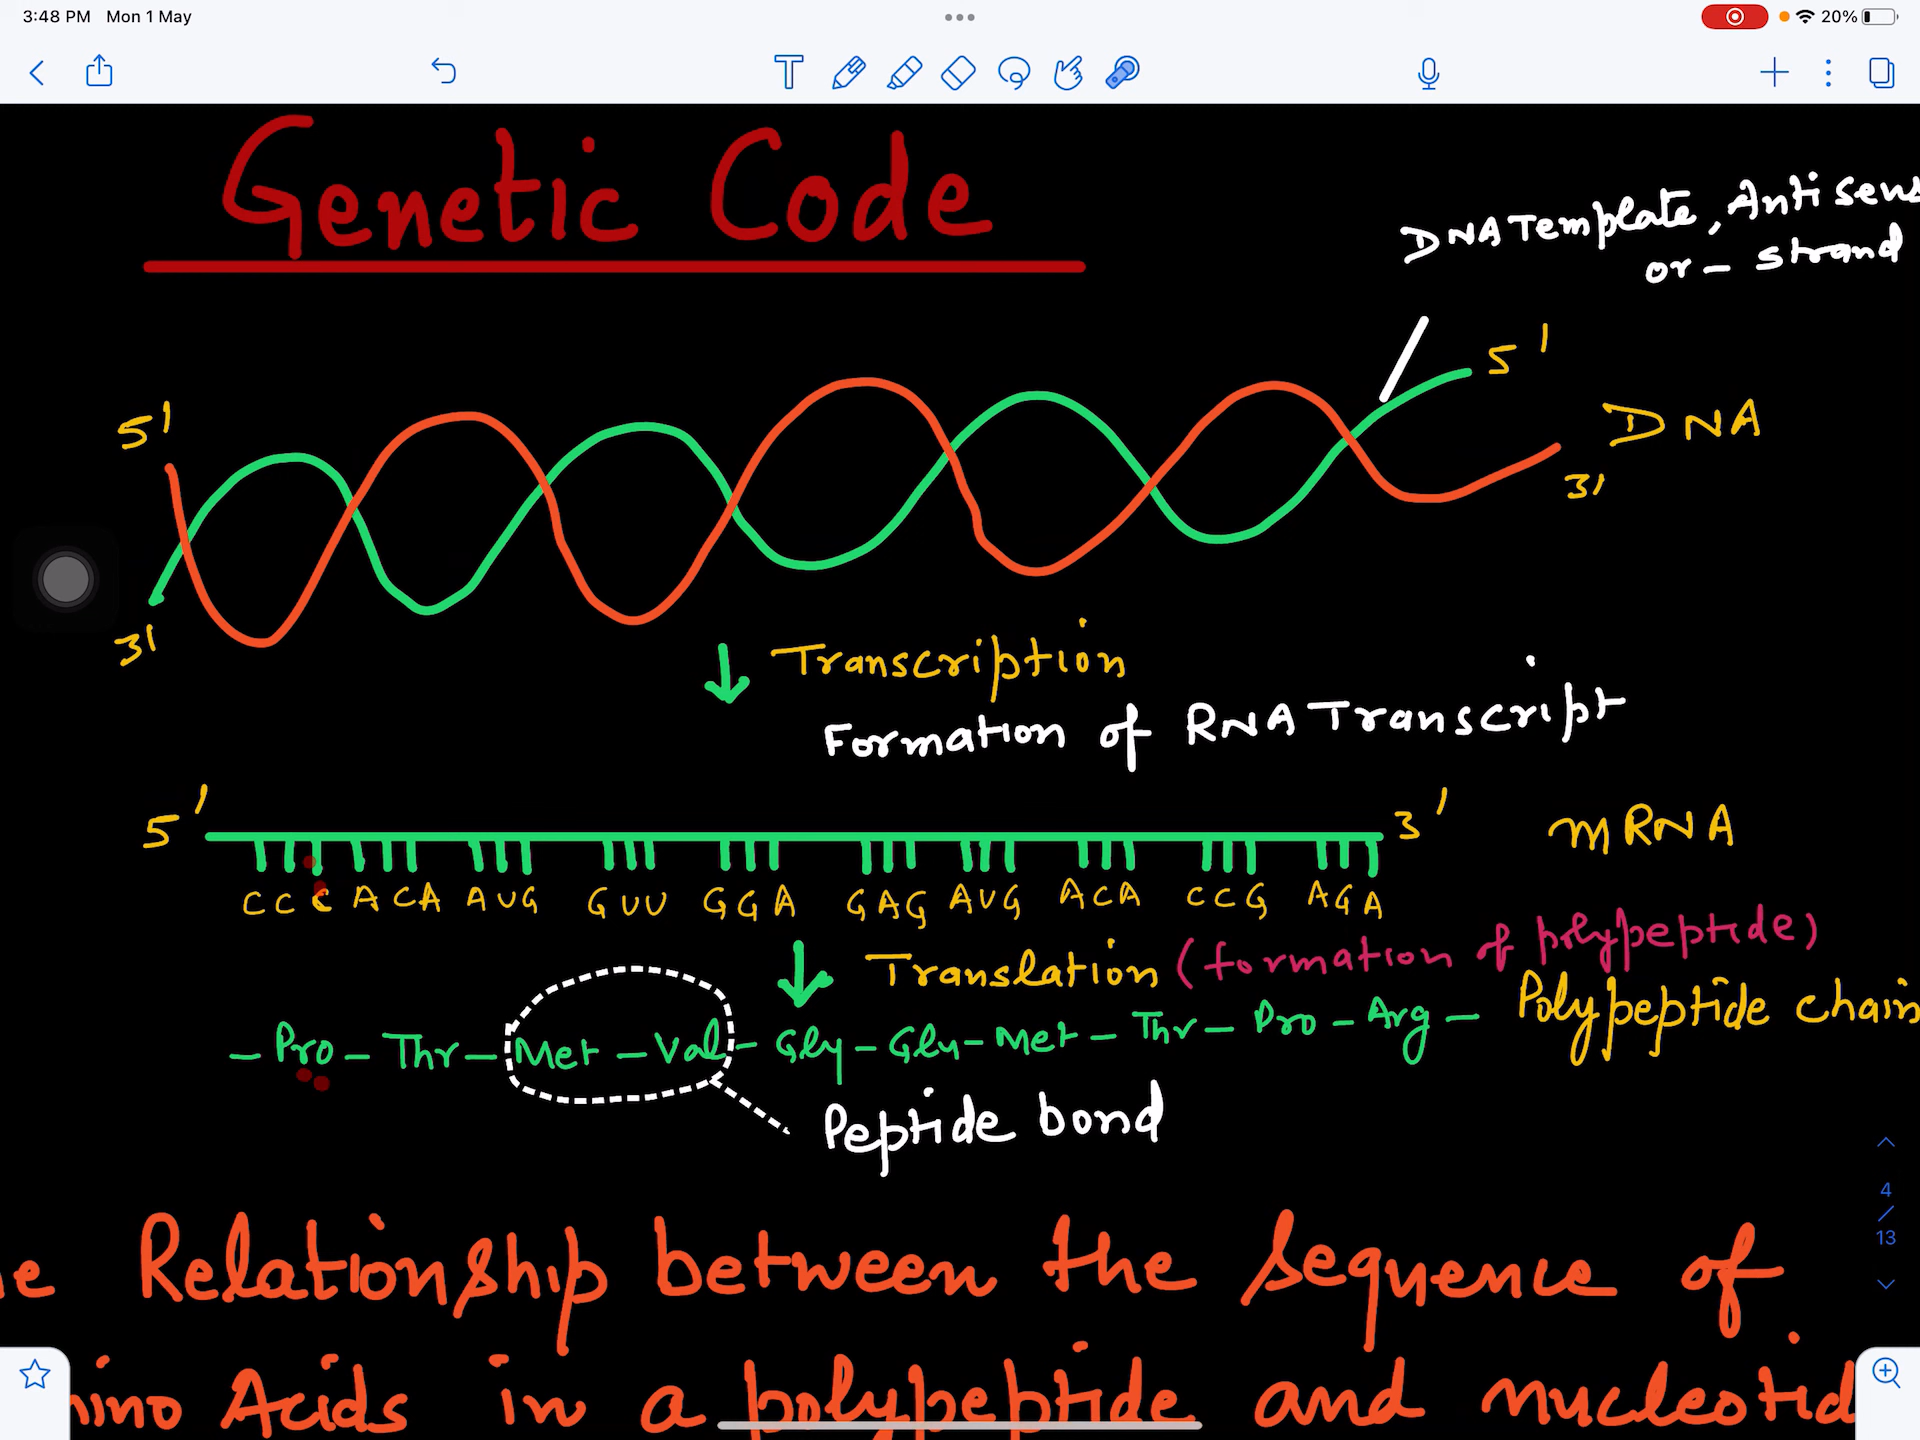 3:48 PM Mon 1 May
20%
Genetic Code
DNA Template, Anti sens
or - strand
5'
5'
DNA
3'
3'
Transcription
Formation of RNA Transcript
5'
3'
mRNA
CCC ACA AUG GUU GGA GAG AUG ACA CCG AGA
Translation (formation of polypeptide)
- Pro - Thr - Met - Val - Gly - Glu - Met - Thr - Pro - Arg - Polypeptide chain
Peptide bond
4
/
13
Relationship between the sequence of
Acids in a polypeptide and nucleotid